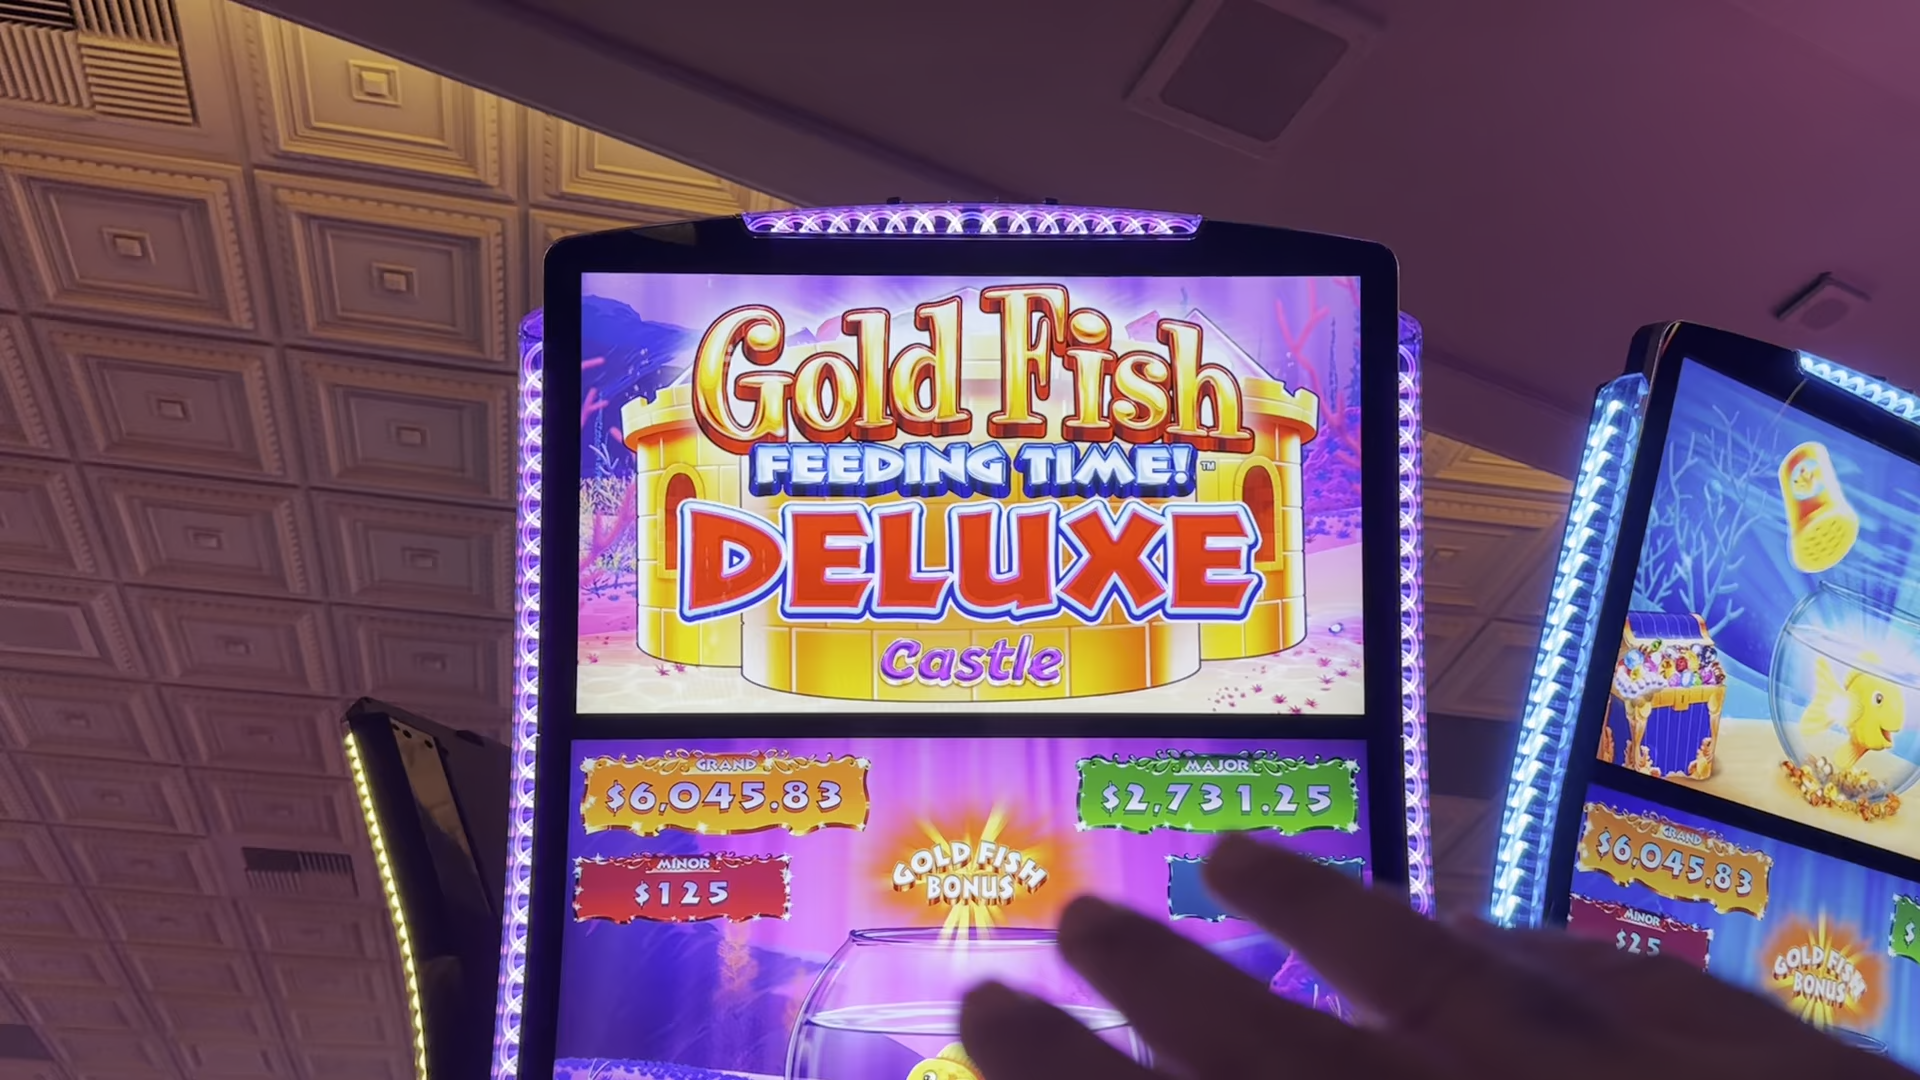 Gold Fish
FEEDING TIME!™
DELUXE
Castle
GRAND
$6,045.83
MAJOR
$2,731.25
MINOR
$125
GOLD FISH
BONUS
GRAND
$6,045.83
MINOR
$25
$
GOLD FISH
BONUS